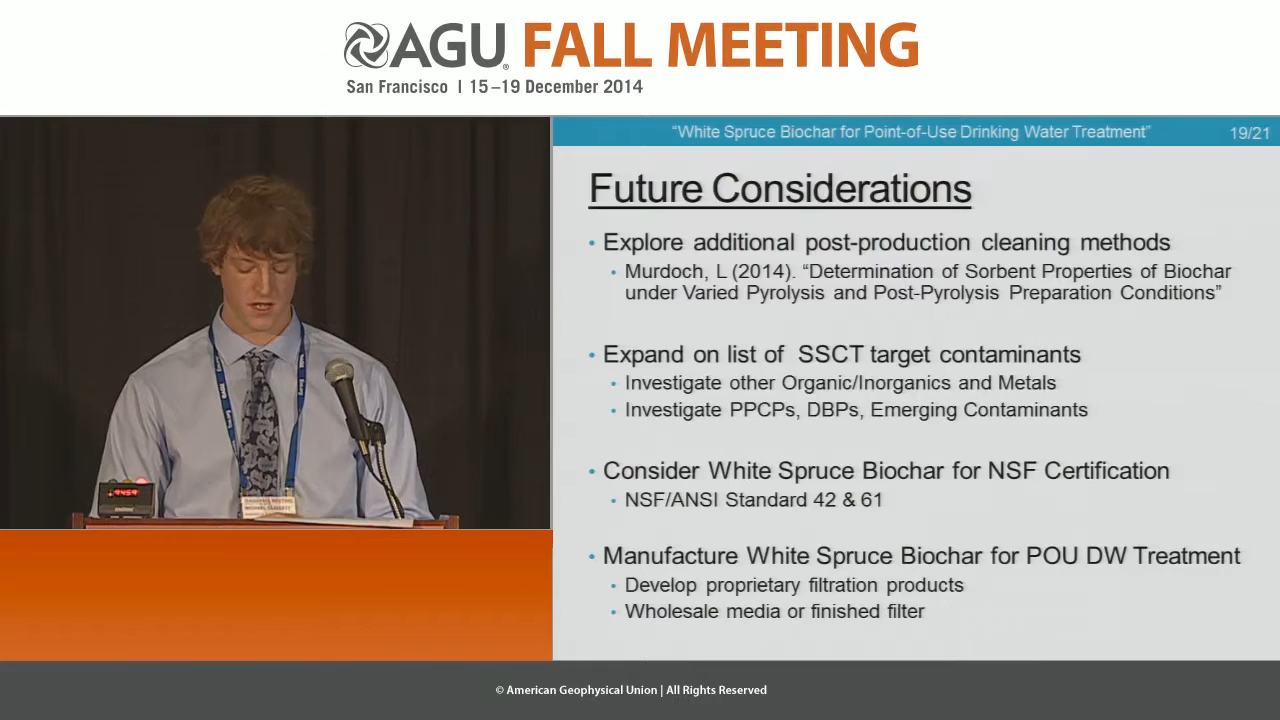 AGU FALL MEETING
San Francisco | 15–19 December 2014
“White Spruce Biochar for Point-of-Use Drinking Water Treatment” 19/21
Future Considerations
• Explore additional post-production cleaning methods
• Murdoch, L (2014). “Determination of Sorbent Properties of Biochar
under Varied Pyrolysis and Post-Pyrolysis Preparation Conditions”
• Expand on list of SSCT target contaminants
• Investigate other Organic/Inorganics and Metals
• Investigate PPCPs, DBPs, Emerging Contaminants
• Consider White Spruce Biochar for NSF Certification
• NSF/ANSI Standard 42 & 61
• Manufacture White Spruce Biochar for POU DW Treatment
• Develop proprietary filtration products
• Wholesale media or finished filter
© American Geophysical Union | All Rights Reserved